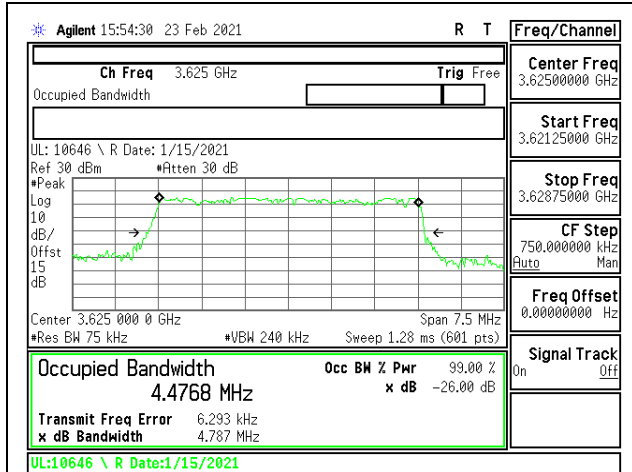 Agilent 15:54:30 23 Feb 2021 R T
Freq/Channel
Ch Freq 3.625 GHz Trig Free
Occupied Bandwidth
UL: 10646 \ R Date: 1/15/2021
Ref 30 dBm #Atten 30 dB
#Peak
Log
10
dB/
Offst
15
dB
Center 3.625 000 0 GHz Span 7.5 MHz
#Res BW 75 kHz #VBW 240 kHz Sweep 1.28 ms (601 pts)
Occupied Bandwidth Occ BW % Pwr 99.00 %
4.4768 MHz x dB -26.00 dB
Transmit Freq Error 6.293 kHz
x dB Bandwidth 4.787 MHz
UL:10646 \ R Date:1/15/2021
Center Freq
3.62500000 GHz
Start Freq
3.62125000 GHz
Stop Freq
3.62875000 GHz
CF Step
750.000000 kHz
Auto Man
Freq Offset
0.00000000 Hz
Signal Track
On Off